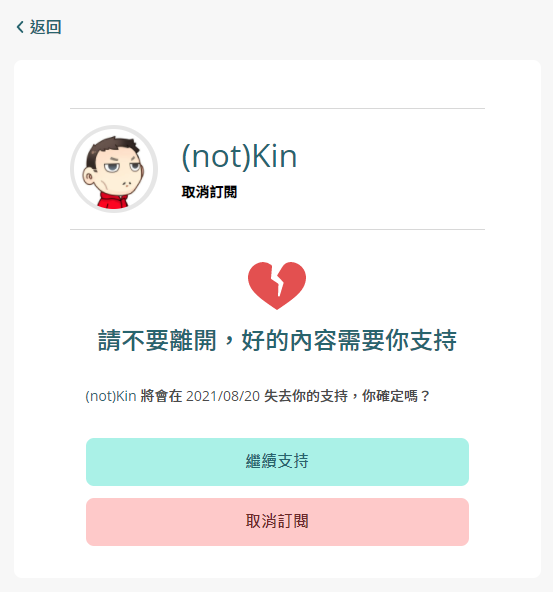 返回
(not)Kin
取消訂閱
請不要離開，好的內容需要你支持
(not)Kin 將會在 2021/08/20 失去你的支持，你確定嗎？
繼續支持
取消訂閱